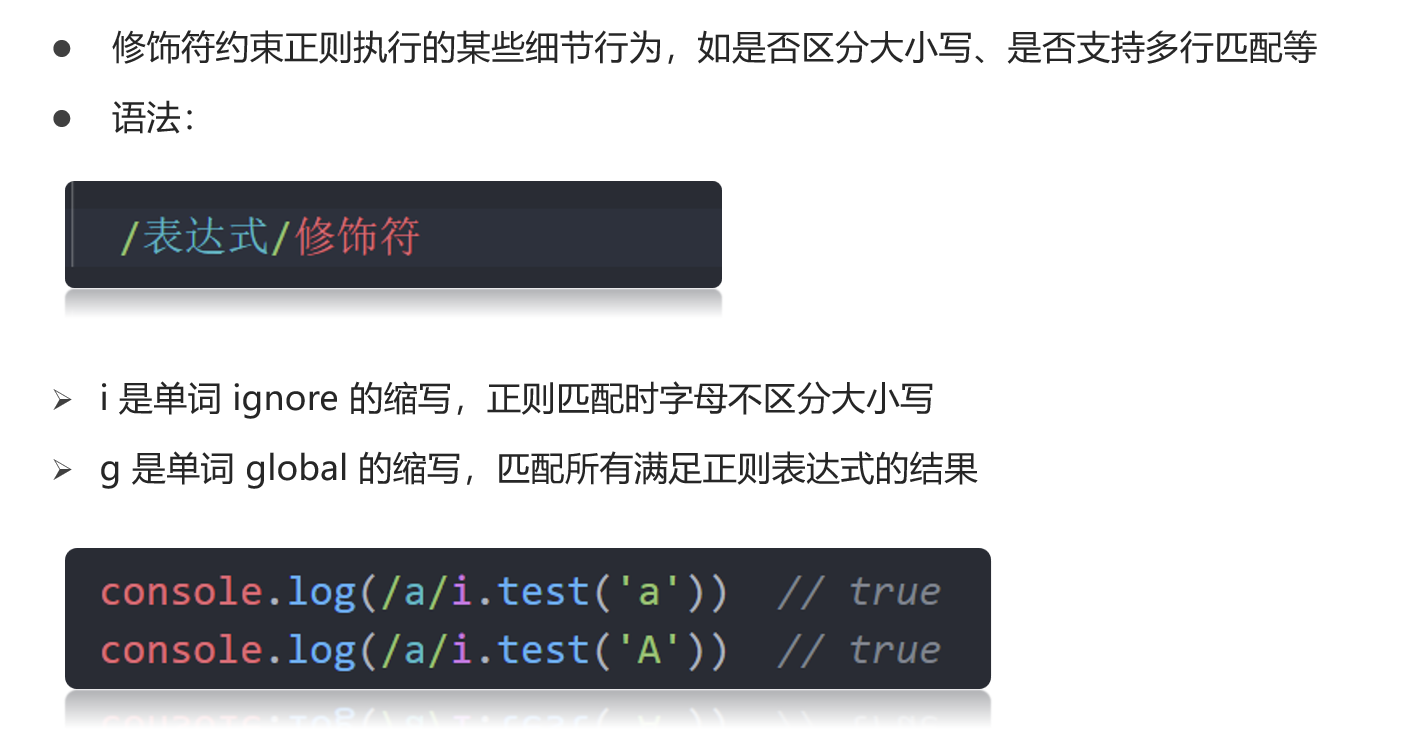 修饰符约束正则执行的某些细节行为，如是否区分大小写、是否支持多行匹配等
语法：
/表达式/修饰符
i 是单词 ignore 的缩写，正则匹配时字母不区分大小写
g 是单词 global 的缩写，匹配所有满足正则表达式的结果
console.log(/a/i.test('a'))  // true
console.log(/a/i.test('A'))  // true